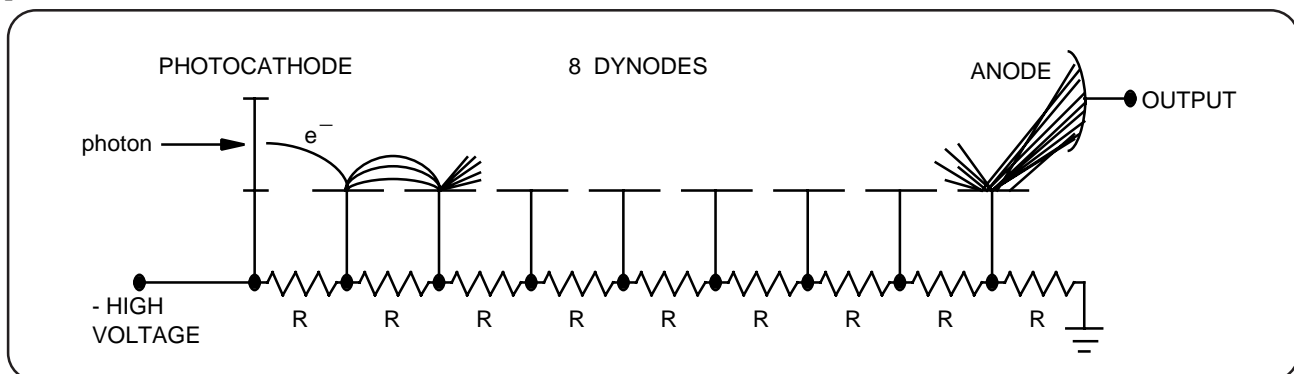 PHOTOCATHODE
8 DYNODES
ANODE
OUTPUT
photon
e⁻
- HIGH
VOLTAGE
R R R R R R R R R